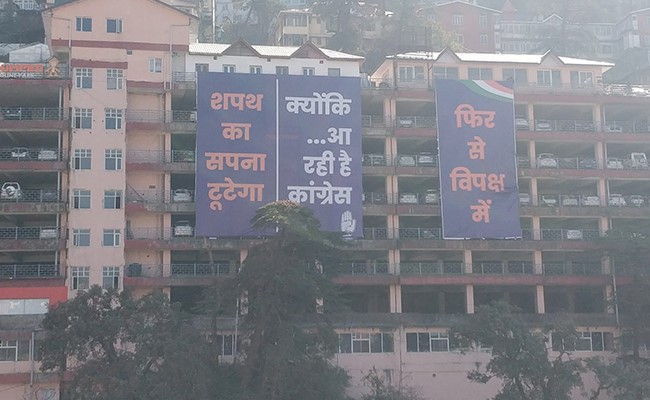 शपथ
का
सपना
टूटेगा
क्योंकि
...आ
रही है
कांग्रेस
फिर
से
विपक्ष
में